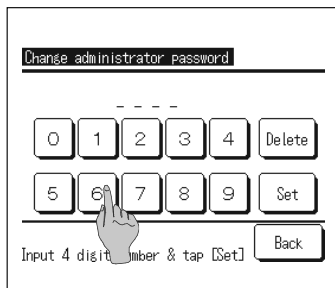 Change administrator password
_ _ _ _
0 1 2 3 4 Delete
5 6 7 8 9 Set
Back
Input 4 digit mber & tap [Set]